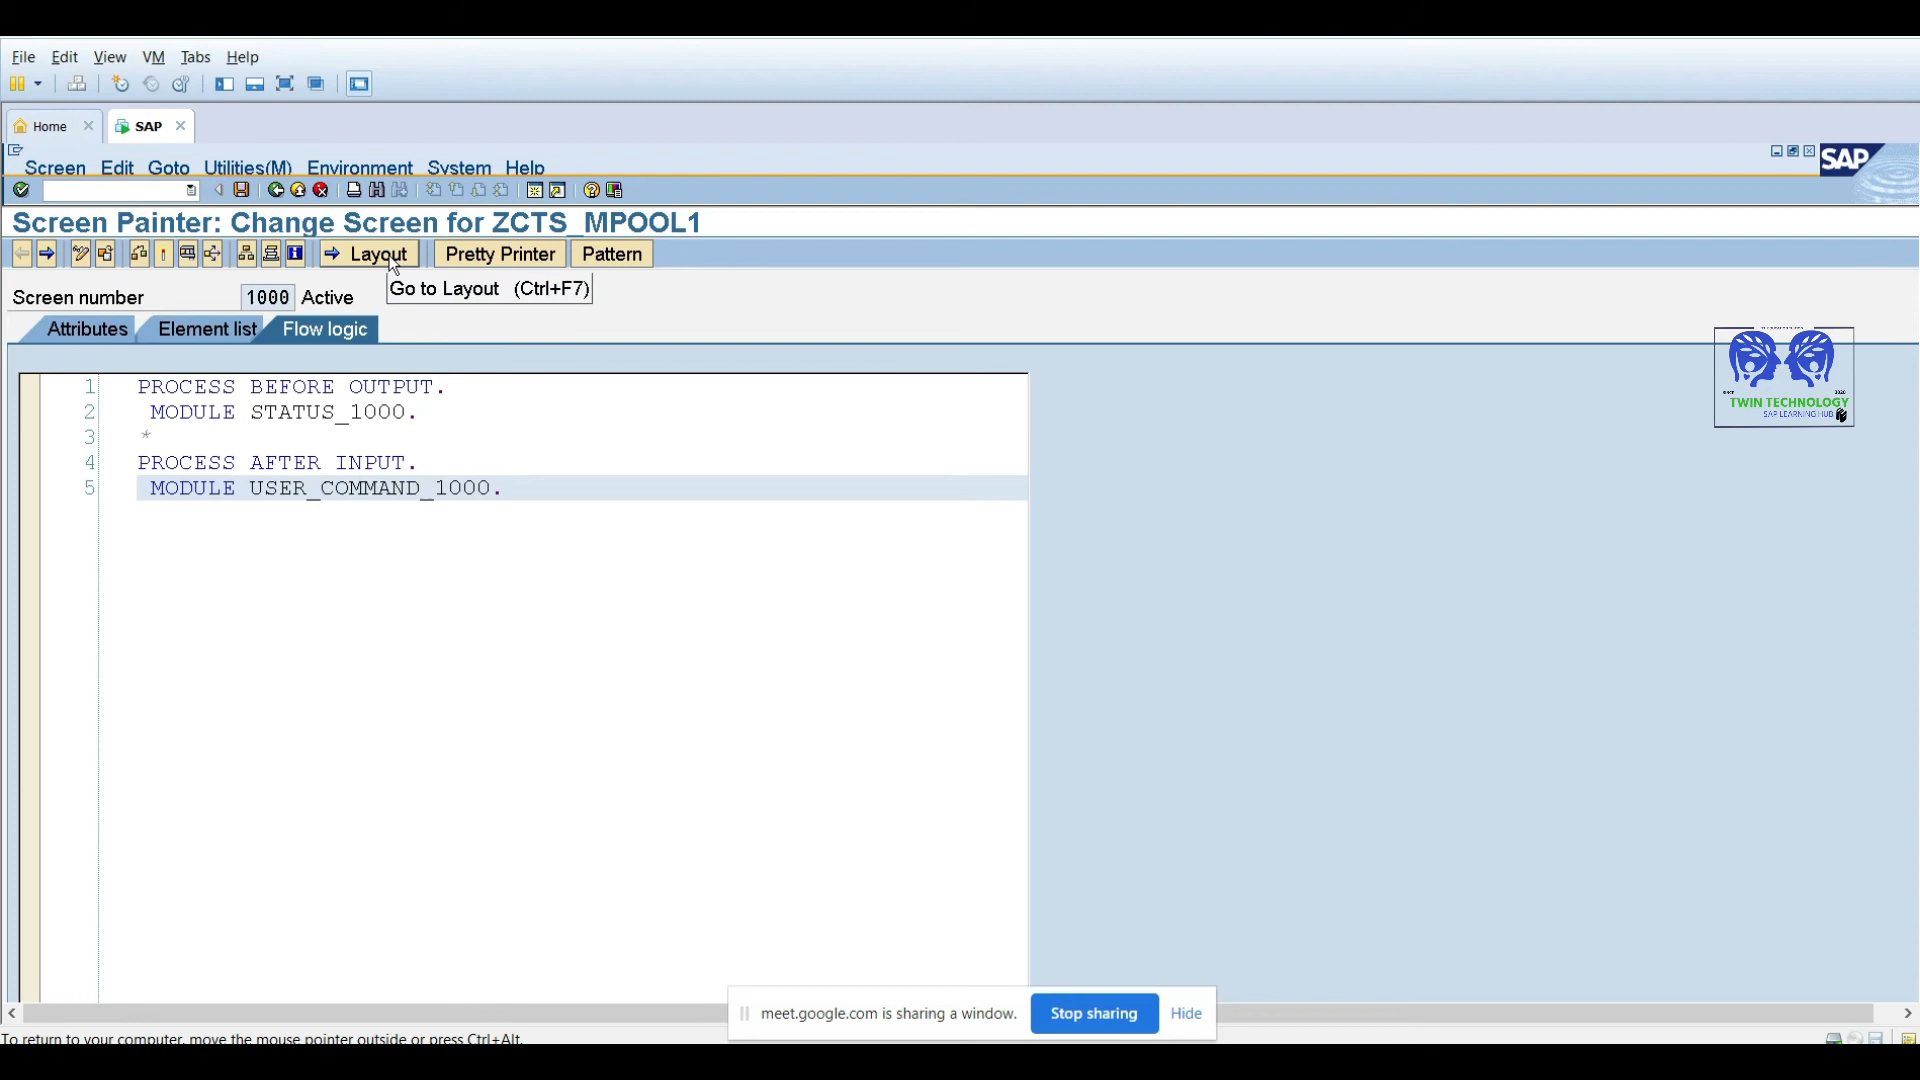 File Edit View VM Tabs Help
Home SAP
Screen Edit Goto Utilities(M) Environment System Help
SAP
Screen Painter: Change Screen for ZCTS_MPOOL1
Layout Pretty Printer Pattern
Go to Layout (Ctrl+F7)
Screen number 1000 Active
Attributes Element list Flow logic
1 PROCESS BEFORE OUTPUT.
2 MODULE STATUS_1000.
3 *
4 PROCESS AFTER INPUT.
5 MODULE USER_COMMAND_1000.
SINCE 2020
TWIN TECHNOLOGY
SAP LEARNING HUB
meet.google.com is sharing a window. Stop sharing Hide
To return to your computer, move the mouse pointer outside or press Ctrl+Alt.